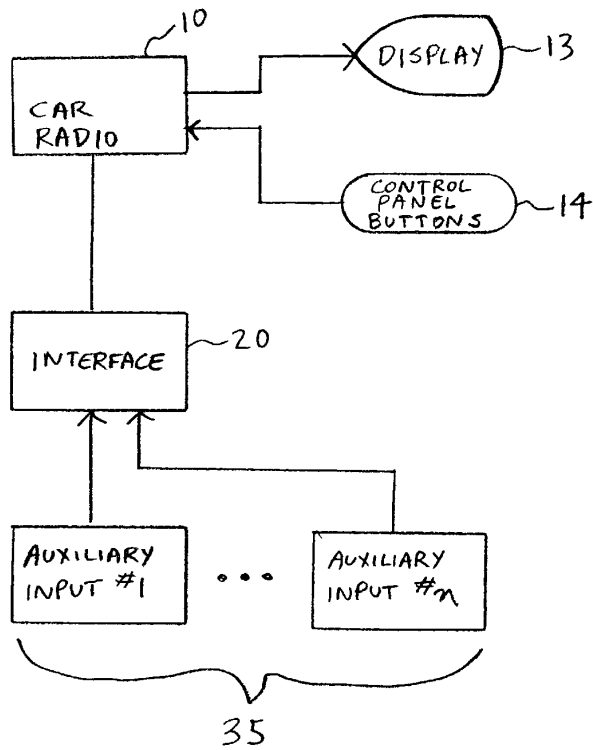 10
CAR
RADIO
DISPLAY
13
CONTROL
PANEL
BUTTONS
14
INTERFACE
20
AUXILIARY
INPUT #1
• • •
AUXILIARY
INPUT #n
35